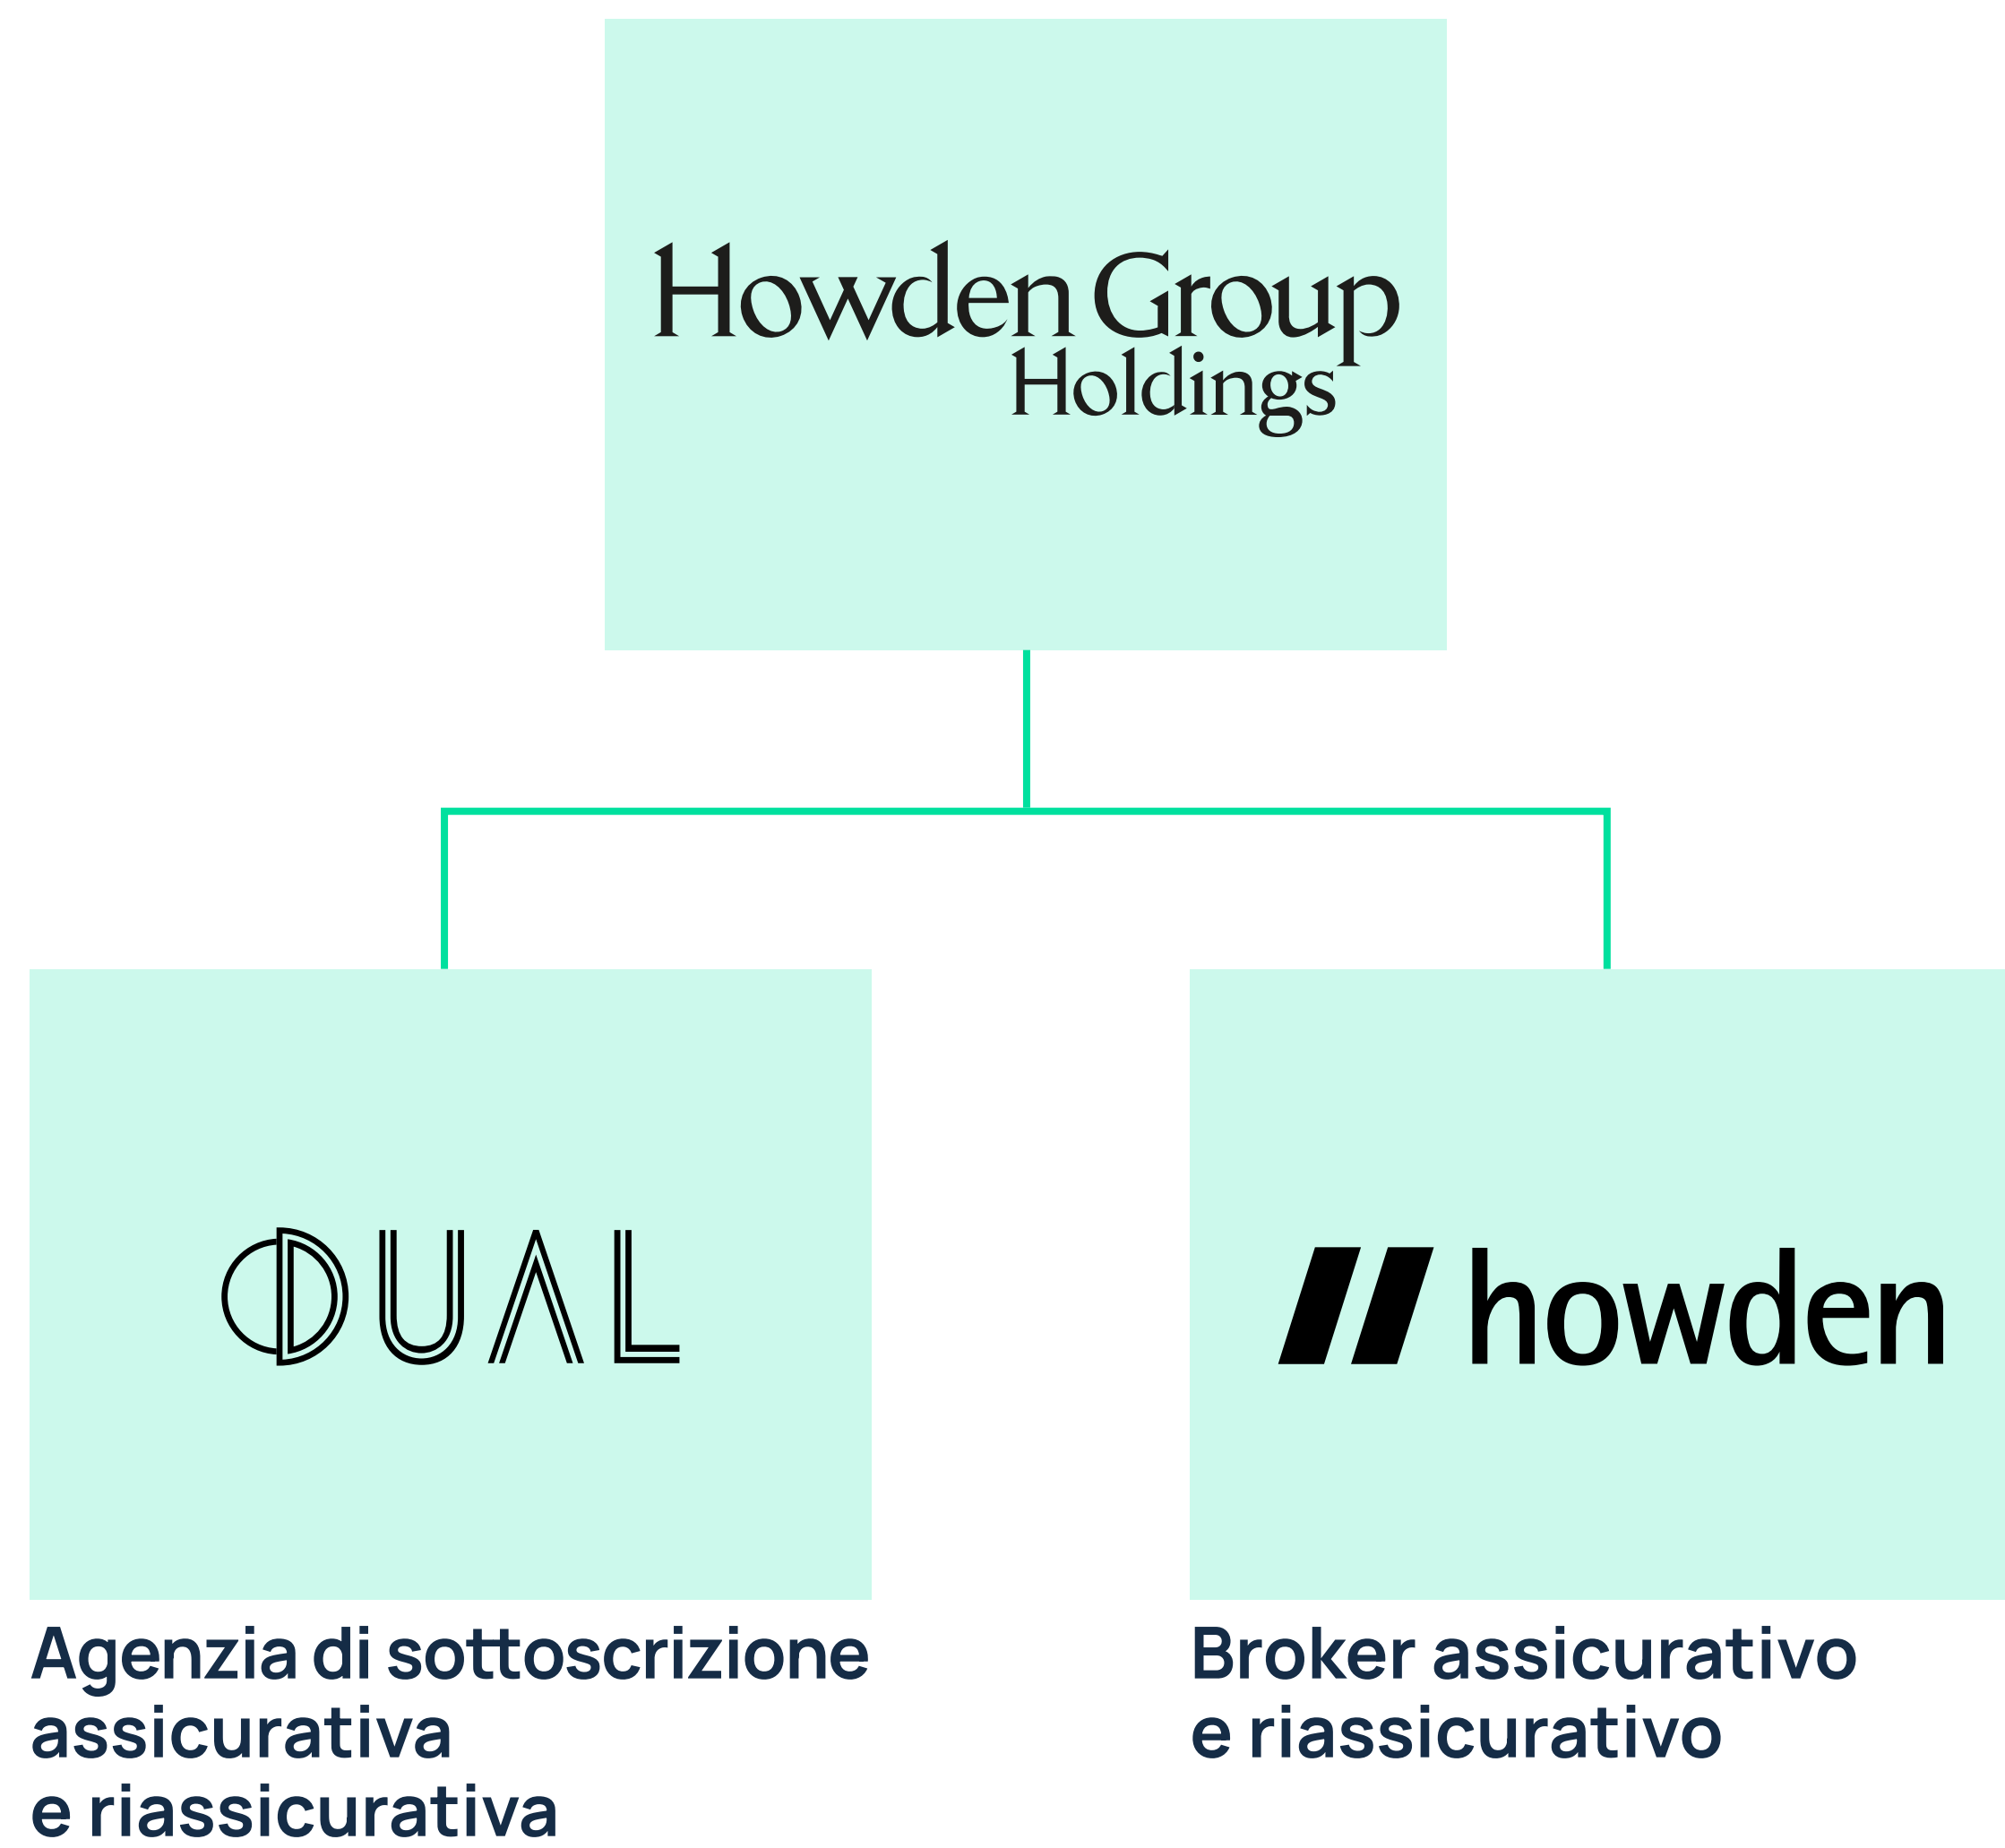 Howden Group
Holdings
DUAL
howden
Agenzia di sottoscrizione
assicurativa
e riassicurativa
Broker assicurativo
e riassicurativo